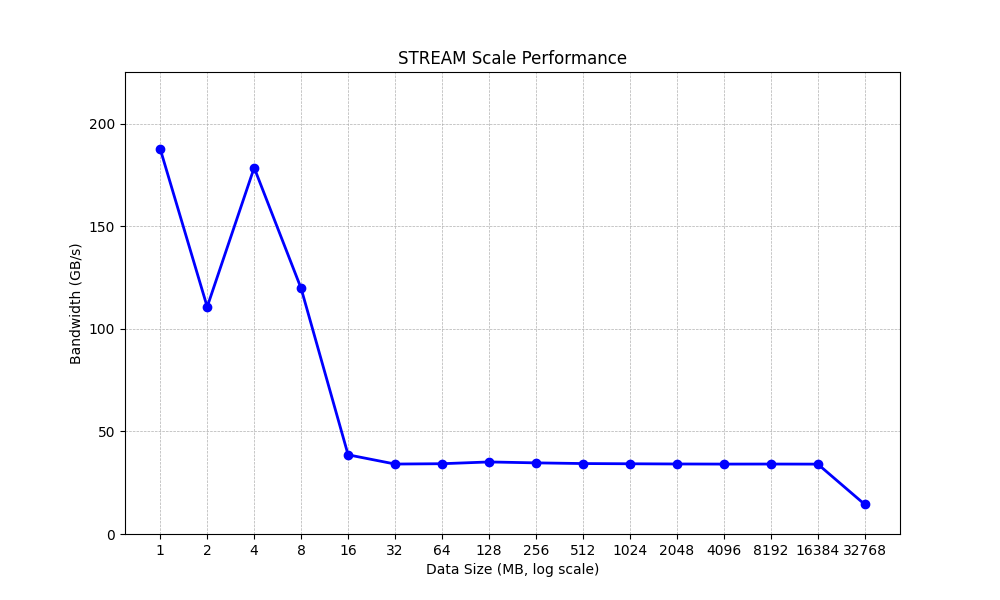 STREAM Scale Performance
200
150
100
50
0
Bandwidth (GB/s)
1 2 4 8 16 32 64 128 256 512 1024 2048 4096 8192 16384 32768
Data Size (MB, log scale)